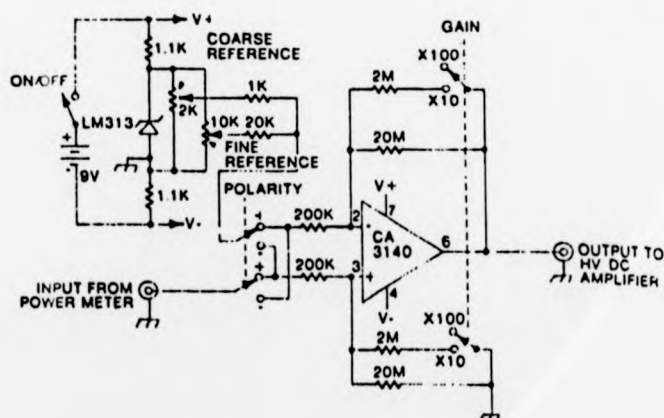 V+
GAIN
1.1K
COARSE
REFERENCE
X100
ON/OFF
1K
2M
X10
2K
LM313
10K
20K
20M
FINE
REFERENCE
+
9V
-
1.1K
POLARITY
V+
V-
+
200K
2
-
7
CA
3140
6
OUTPUT TO
HV DC
AMPLIFIER
-
+
200K
3
+
INPUT FROM
POWER METER
-
4
V-
X100
2M
X10
20M